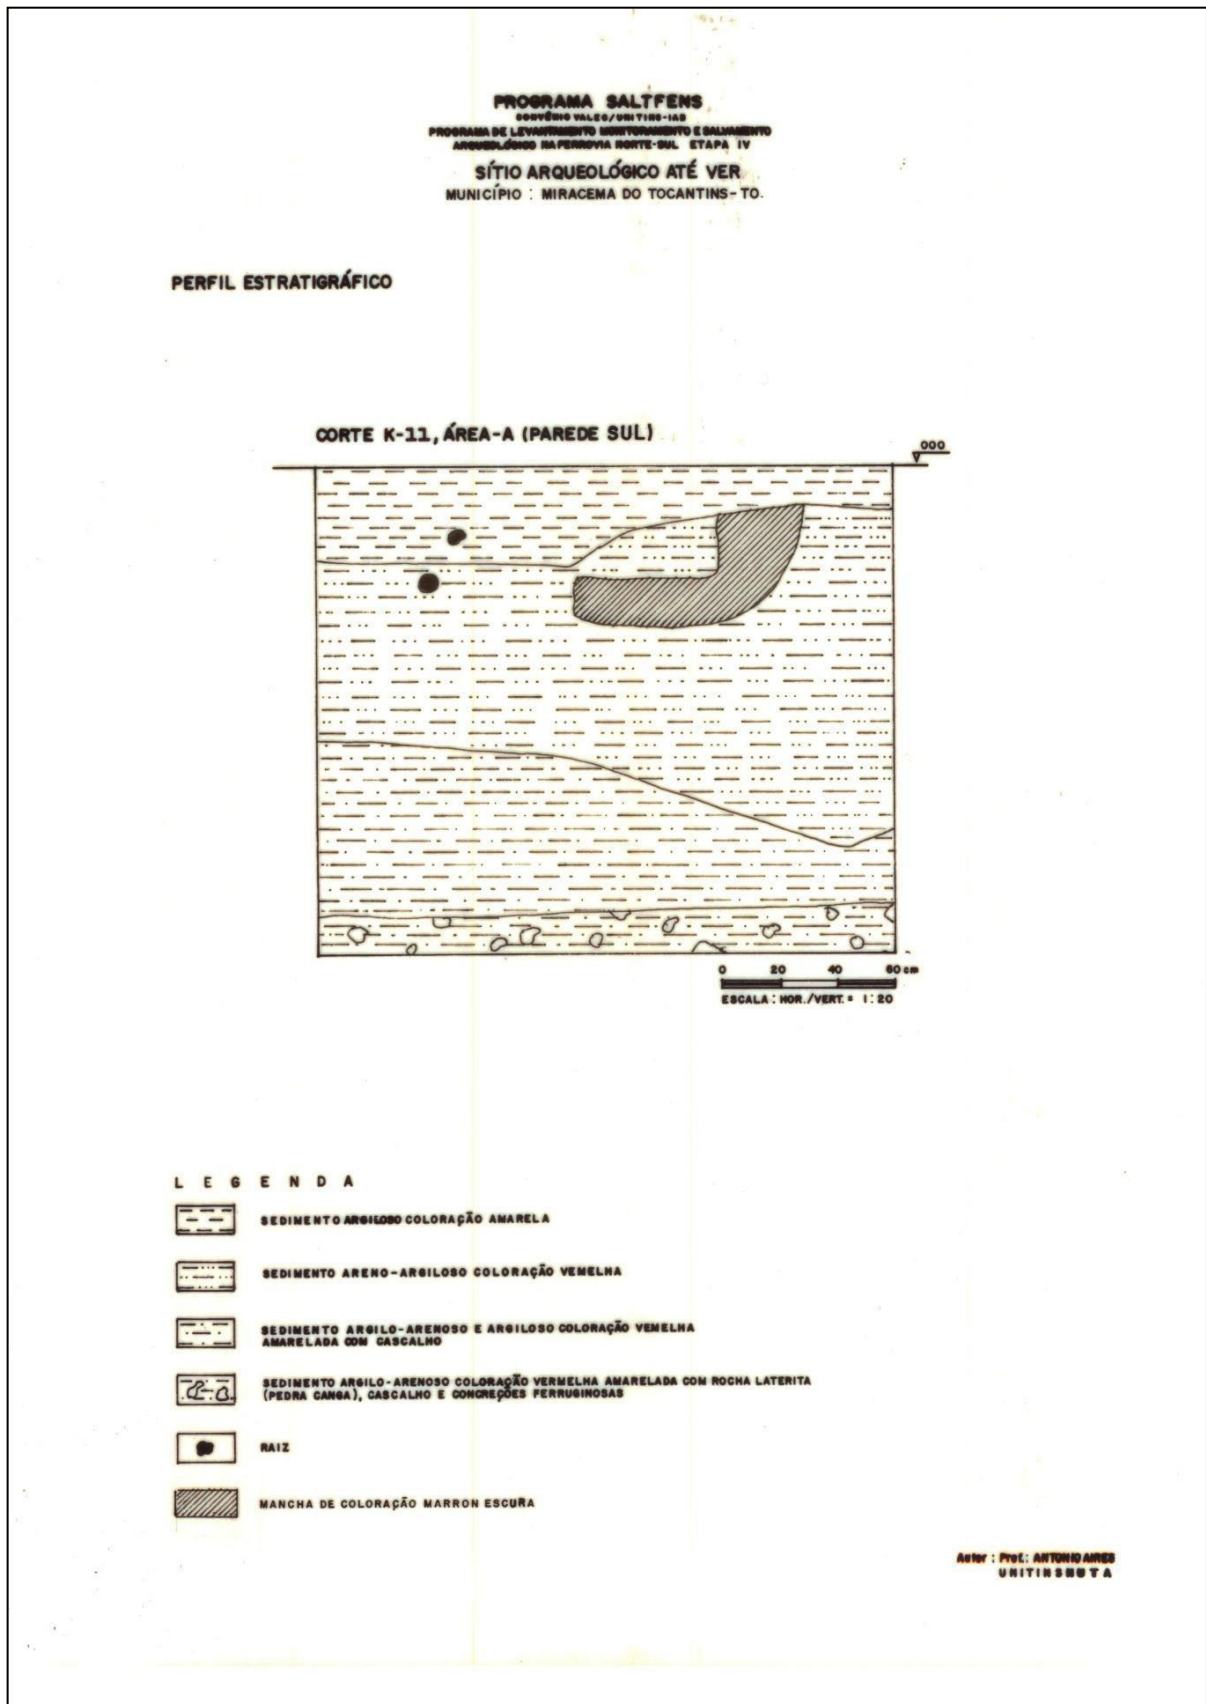 PROGRAMA SALTFENS
CONVÊNIO VALEC/UNITINS-IAB
PROGRAMA DE LEVANTAMENTO MONITORAMENTO E SALVAMENTO
ARQUEOLÓGICO NA FERROVIA NORTE-SUL ETAPA IV
SÍTIO ARQUEOLÓGICO ATÉ VER
MUNICÍPIO : MIRACEMA DO TOCANTINS-TO.
PERFIL ESTRATIGRÁFICO
CORTE K-11, ÁREA-A (PAREDE SUL)
000
0 20 40 60 cm
ESCALA : HOR./VERT. = 1:20
LEGENDA
SEDIMENTO ARGILOSO COLORAÇÃO AMARELA
SEDIMENTO ARENO-ARGILOSO COLORAÇÃO VEMELHA
SEDIMENTO ARGILO-ARENOSO E ARGILOSO COLORAÇÃO VEMELHA
AMARELADA COM CASCALHO
SEDIMENTO ARGILO-ARENOSO COLORAÇÃO VERMELHA AMARELADA COM ROCHA LATERITA
(PEDRA CANGA), CASCALHO E CONCREÇÕES FERRUGINOSAS
RAIZ
MANCHA DE COLORAÇÃO MARRON ESCURA
Autor : Prof.: ANTONIO AIRES